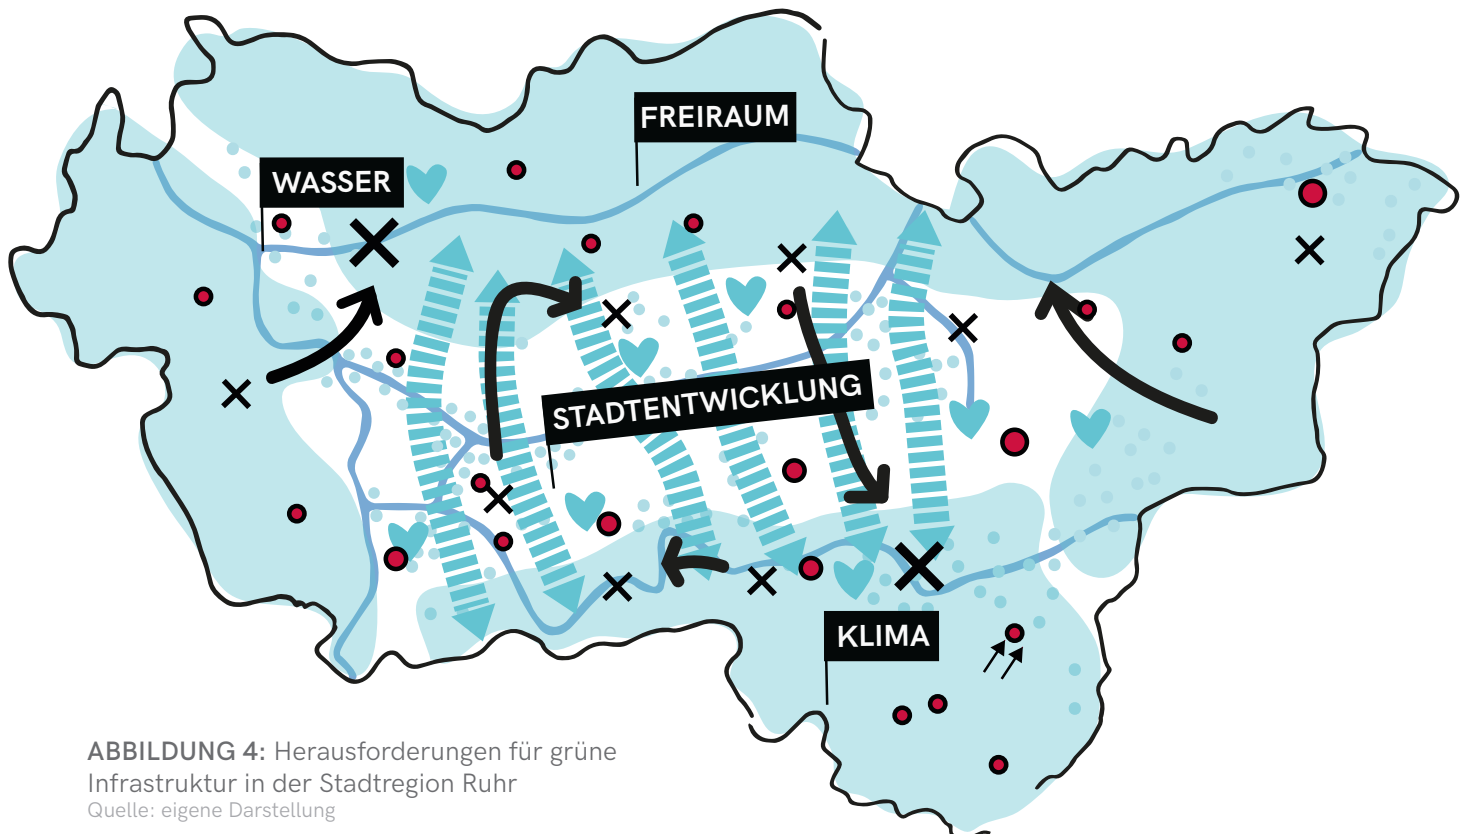 FREIRAUM
WASSER
STADTENTWICKLUNG
KLIMA
ABBILDUNG 4: Herausforderungen für grüne
Infrastruktur in der Stadtregion Ruhr
Quelle: eigene Darstellung